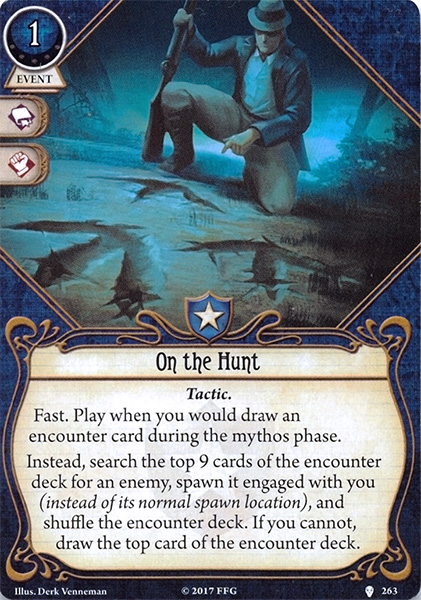 1
EVENT
On the Hunt
Tactic.
Fast. Play when you would draw an
encounter card during the mythos phase.
Instead, search the top 9 cards of the encounter
deck for an enemy, spawn it engaged with you
(instead of its normal spawn location), and
shuffle the encounter deck. If you cannot,
draw the top card of the encounter deck.
Illus. Derk Venneman © 2017 FFG 263